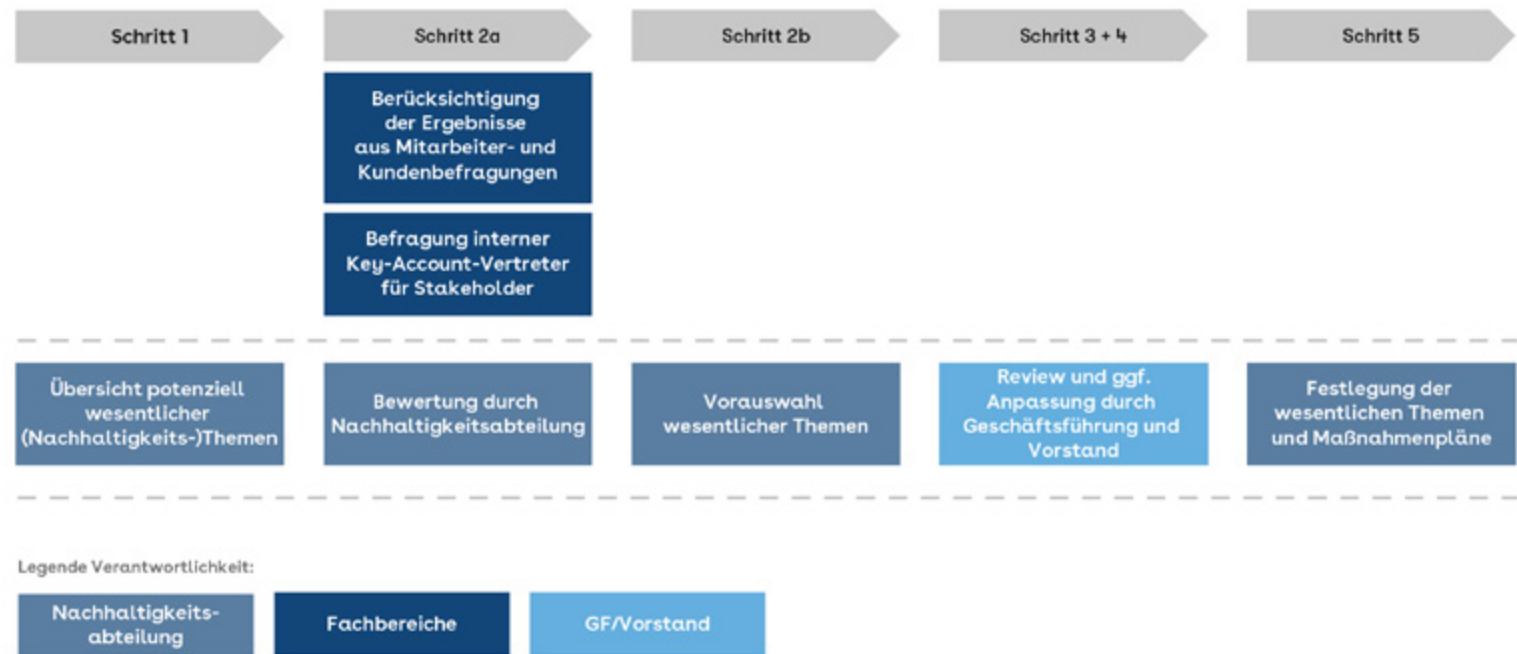 Schritt 1
Schritt 2a
Schritt 2b
Schritt 3 + 4
Schritt 5
Berücksichtigung
der Ergebnisse
aus Mitarbeiter- und
Kundenbefragungen
Befragung interner
Key-Account-Vertreter
für Stakeholder
Übersicht potenziell
wesentlicher
(Nachhaltigkeits-)Themen
Bewertung durch
Nachhaltigkeitsabteilung
Vorauswahl
wesentlicher Themen
Review und ggf.
Anpassung durch
Geschäftsführung und
Vorstand
Festlegung der
wesentlichen Themen
und Maßnahmenpläne
Legende Verantwortlichkeit:
Nachhaltigkeits-
abteilung
Fachbereiche
GF/Vorstand